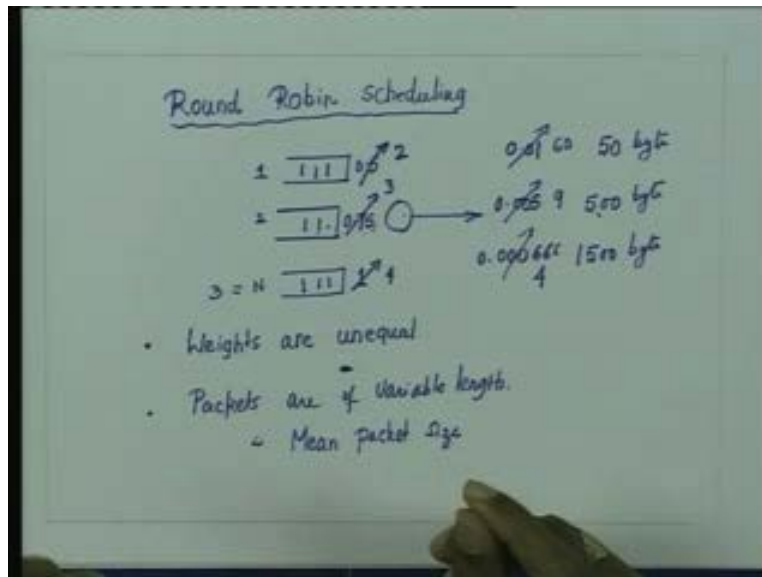 Round Robin Scheduling
1 0.5 2 0.01 60 50 byte
2 0.75 3 0.0015 9 500 byte
3 = N 1 4 0.000666 4 1500 byte
• Weights are unequal
• Packets are of variable length.
Mean packet size